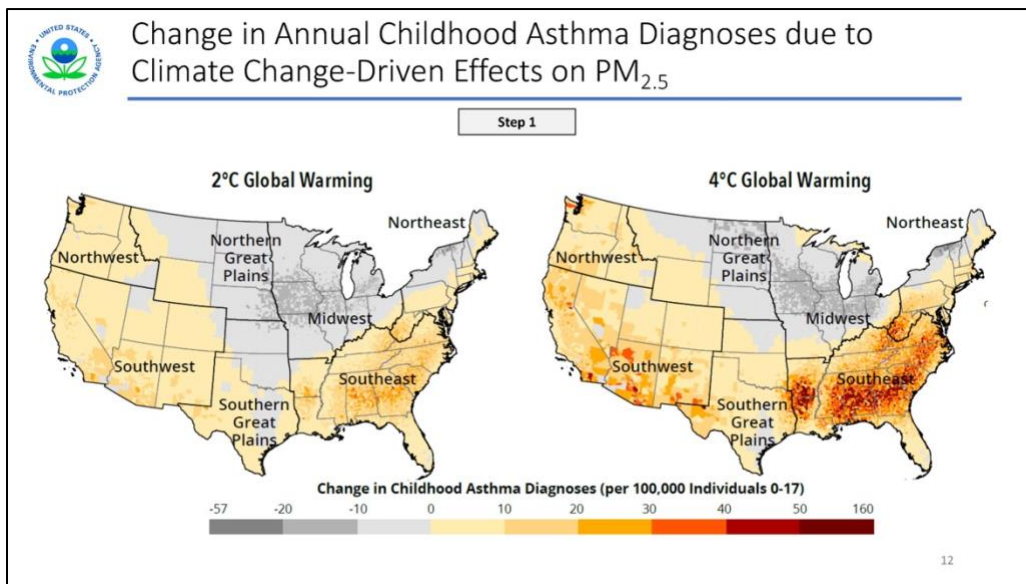 UNITED STATES
ENVIRONMENTAL PROTECTION AGENCY
Change in Annual Childhood Asthma Diagnoses due to
Climate Change-Driven Effects on PM2.5
Step 1
2°C Global Warming
Northeast
Northern
Great
Plains
Northwest
Midwest
Southwest
Southeast
Southern
Great
Plains
4°C Global Warming
Northeast
Northern
Great
Plains
Northwest
Midwest
Southwest
Southeast
Southern
Great
Plains
Change in Childhood Asthma Diagnoses (per 100,000 Individuals 0-17)
-57 -20 -10 0 10 20 30 40 50 160
12